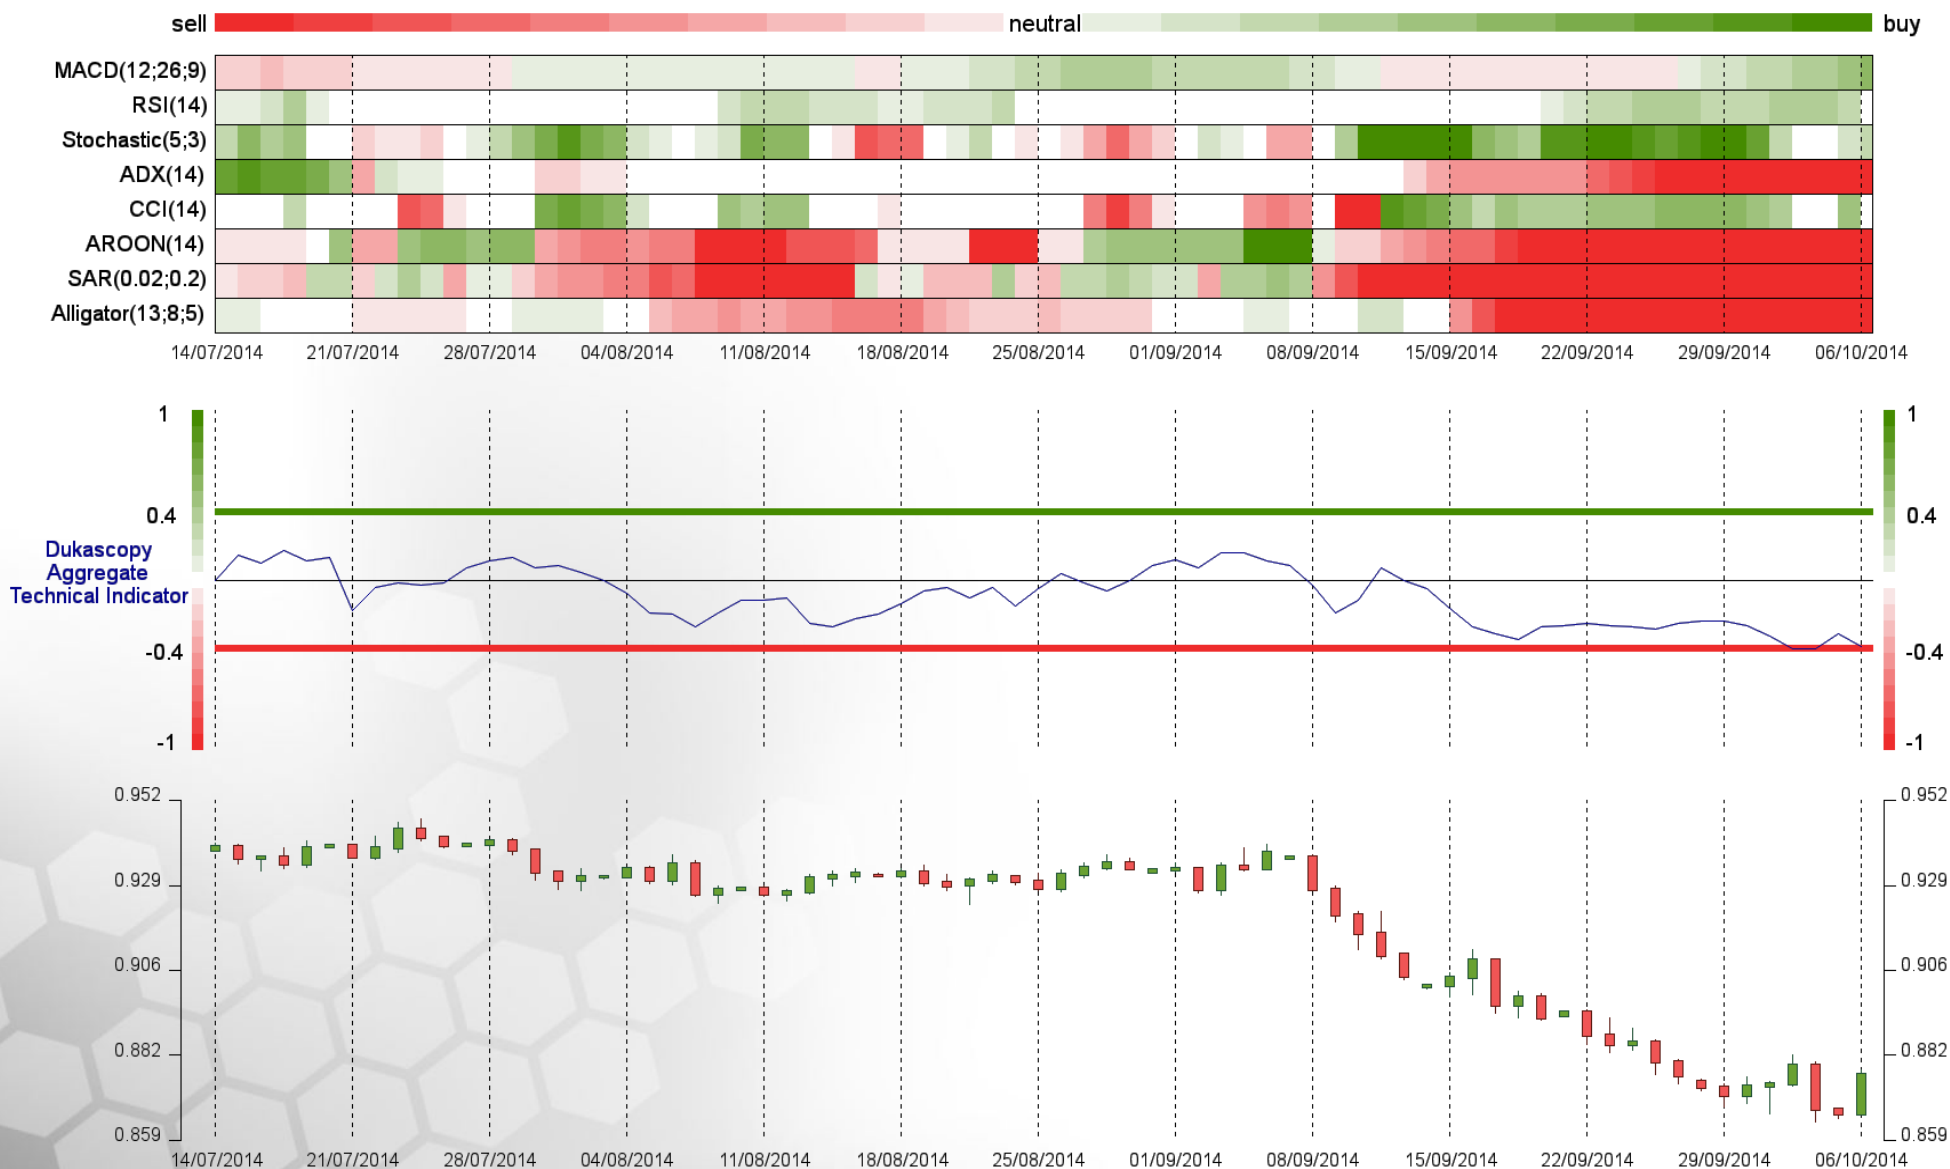 sell neutral buy
MACD(12;26;9)
RSI(14)
Stochastic(5;3)
ADX(14)
CCI(14)
AROON(14)
SAR(0.02;0.2)
Alligator(13;8;5)
14/07/2014 21/07/2014 28/07/2014 04/08/2014 11/08/2014 18/08/2014 25/08/2014 01/09/2014 08/09/2014 15/09/2014 22/09/2014 29/09/2014 06/10/2014
1 1
0.4 0.4
Dukascopy
Aggregate
Technical Indicator
-0.4 -0.4
-1 -1
0.952 0.952
0.929 0.929
0.906 0.906
0.882 0.882
0.859 0.859
14/07/2014 21/07/2014 28/07/2014 04/08/2014 11/08/2014 18/08/2014 25/08/2014 01/09/2014 08/09/2014 15/09/2014 22/09/2014 29/09/2014 06/10/2014